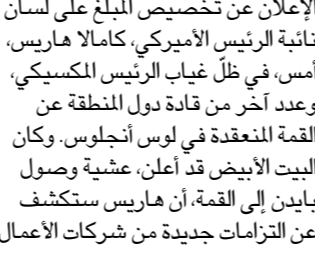 الإعلان عن تخصيص المبلغ على لسان
نائبة الرئيس الأميركي، كامالا هاريس،
أمس، في ظلّ غياب الرئيس المكسيكي،
وعدد آخر من قادة دول المنطقة عن
القمة المنعقدة في لوس أنجلوس. وكان
البيت الأبيض قد أعلن، عشية وصول
بايدن إلى القمة، أن هاريس ستكشف
عن التزامات جديدة من شركات الأعمال